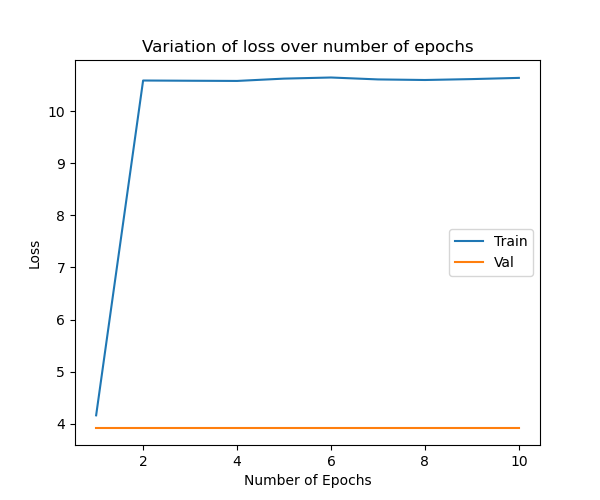 Variation of loss over number of epochs
10
9
8
7
6
5
4
Loss
Train
Val
2 4 6 8 10
Number of Epochs